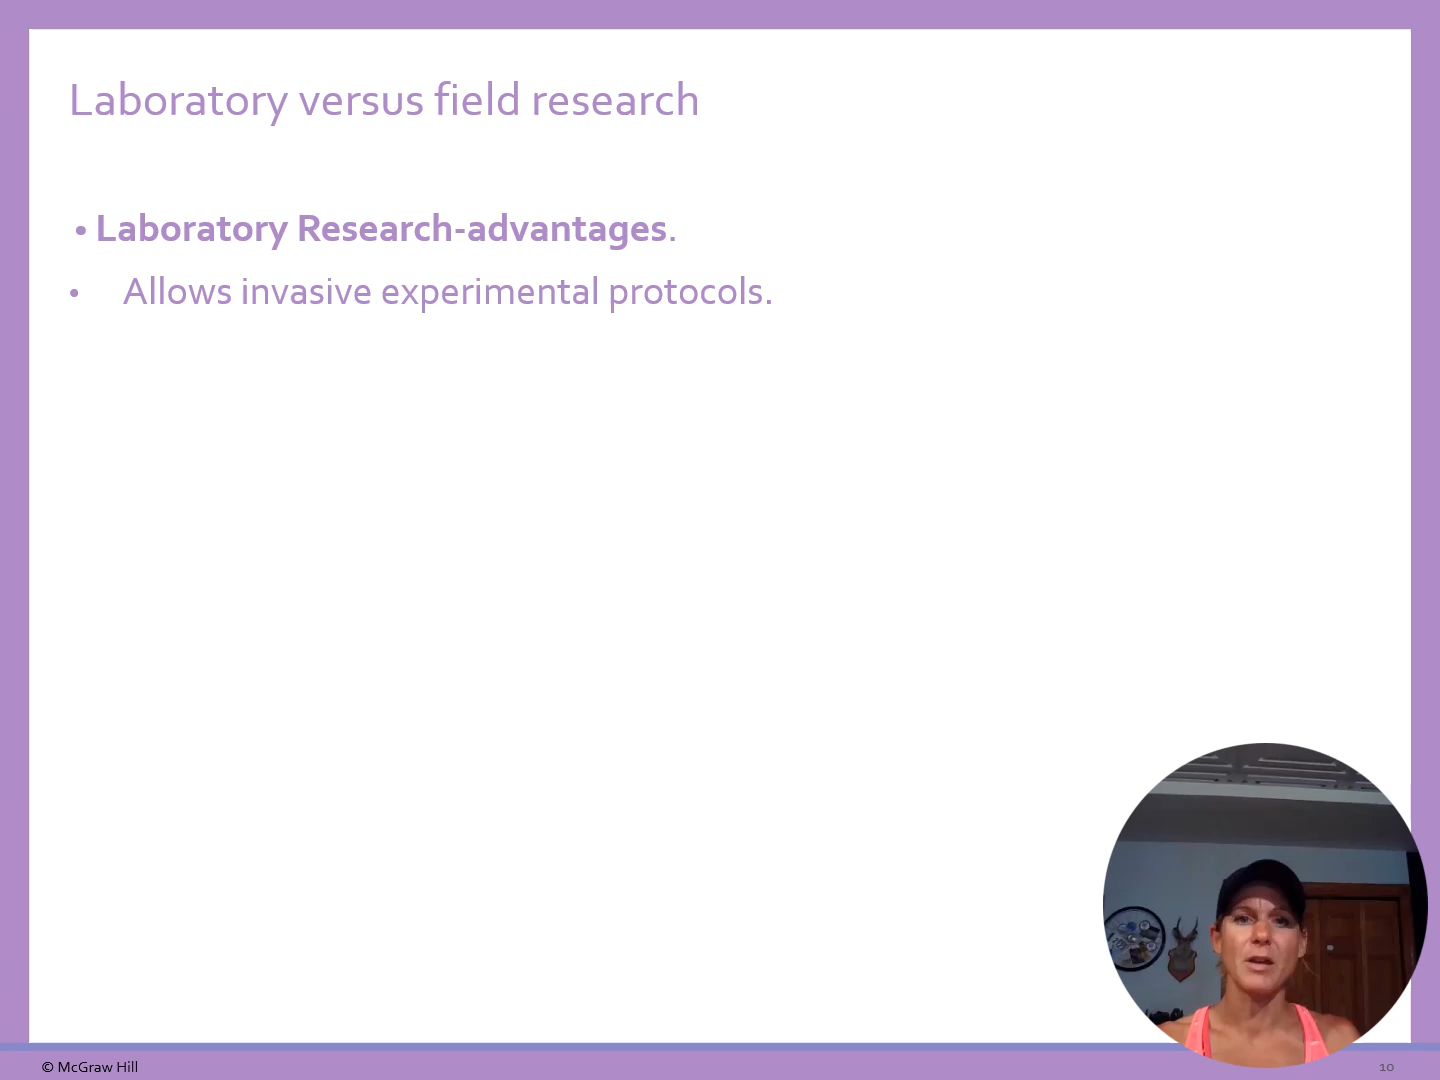 Laboratory versus field research
• Laboratory Research-advantages.
• Allows invasive experimental protocols.
© McGraw Hill
10